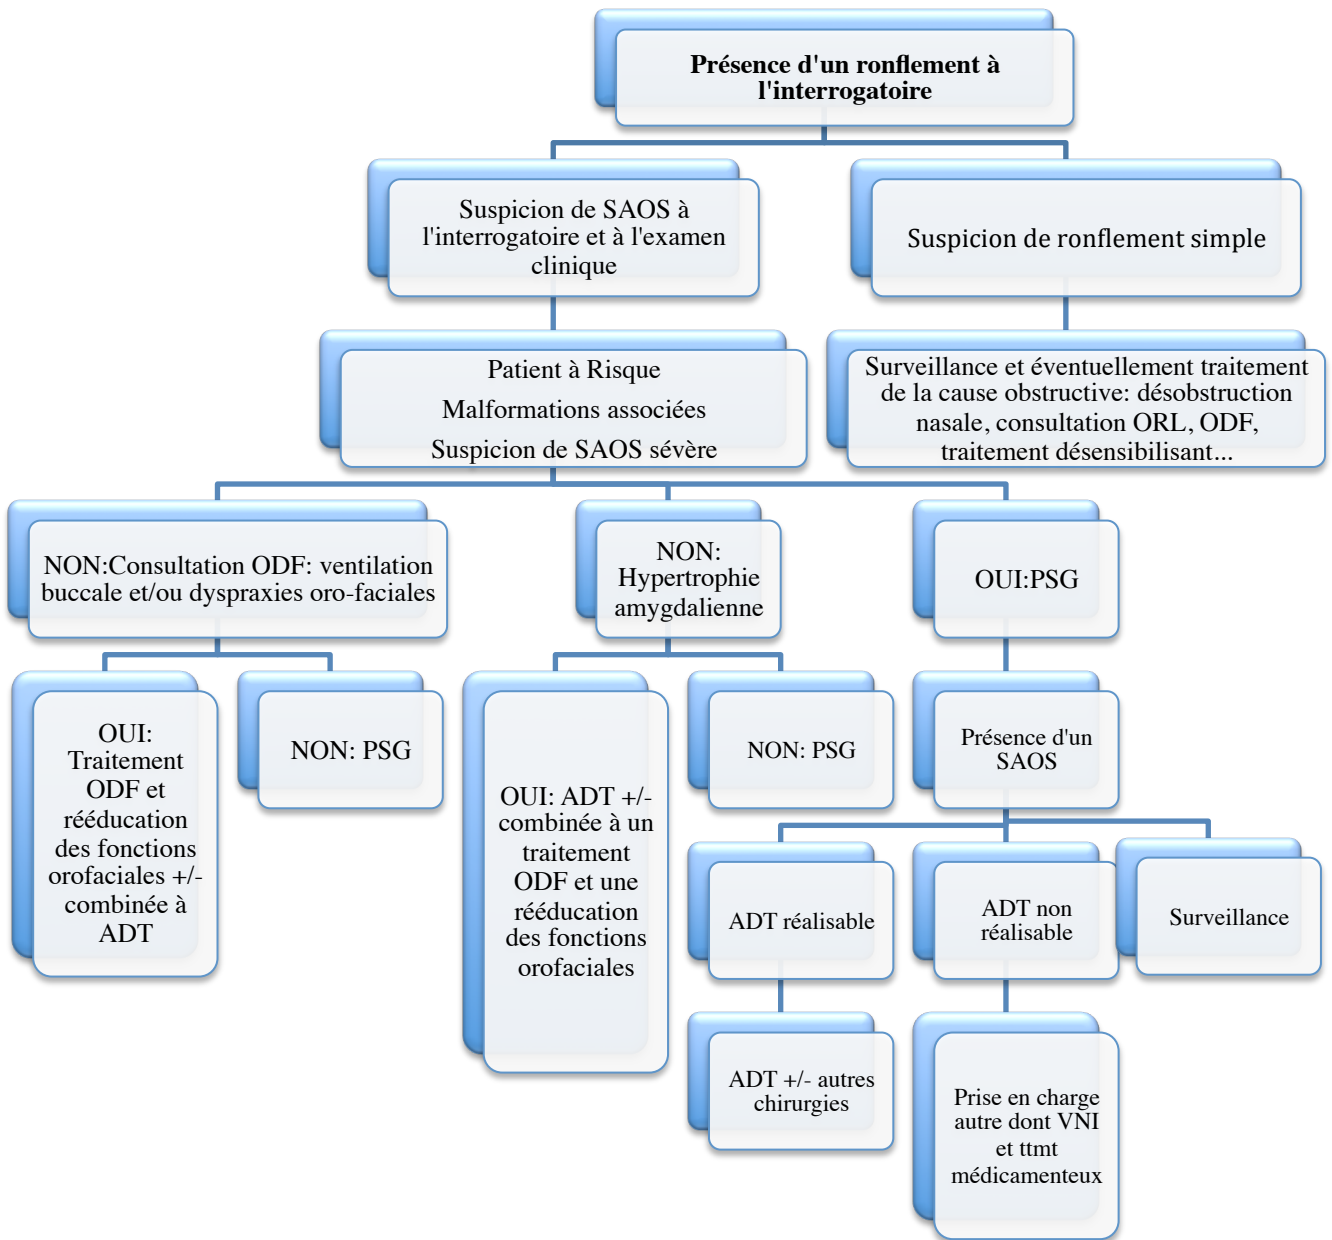 Présence d'un ronflement à
l'interrogatoire
Suspicion de SAOS à
l'interrogatoire et à l'examen
clinique
Suspicion de ronflement simple
Patient à Risque
Malformations associées
Suspicion de SAOS sévère
Surveillance et éventuellement traitement
de la cause obstructive: désobstruction
nasale, consultation ORL, ODF,
traitement désensibilisant...
NON:Consultation ODF: ventilation
buccale et/ou dyspraxies oro-faciales
NON:
Hypertrophie
amygdalienne
OUI:PSG
OUI:
Traitement
ODF et
rééducation
des fonctions
orofaciales +/-
combinée à
ADT
NON: PSG
OUI: ADT +/-
combinée à un
traitement
ODF et une
rééducation
des fonctions
orofaciales
NON: PSG
Présence d'un
SAOS
ADT réalisable
ADT non
réalisable
Surveillance
ADT +/- autres
chirurgies
Prise en charge
autre dont VNI
et ttmt
médicamenteux